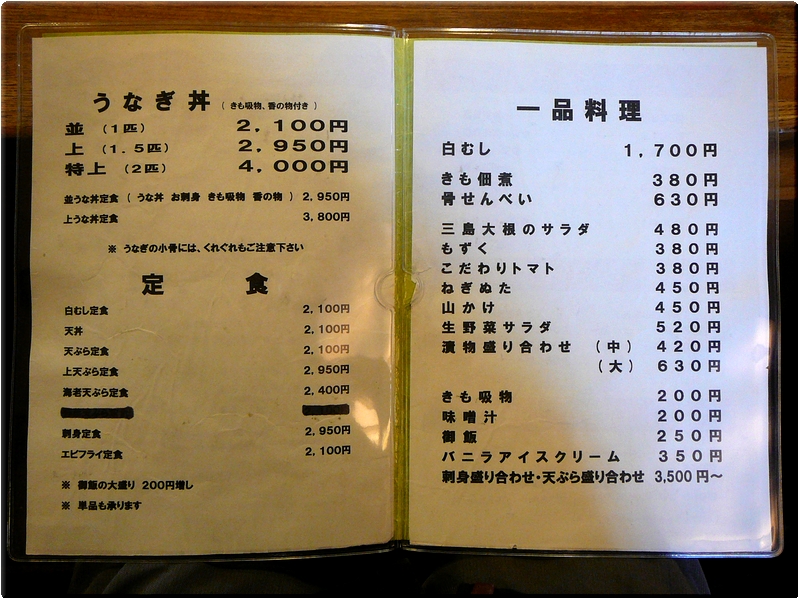 うなぎ丼（きも吸物、香の物付き）
並（1匹） 2,100円
上（1.5匹） 2,950円
特上（2匹） 4,000円
並うな丼定食（うな丼 お刺身 きも吸物 香の物） 2,950円
上うな丼定食 3,800円
※ うなぎの小骨には、くれぐれもご注意下さい
定食
白むし定食 2,100円
天丼 2,100円
天ぷら定食 2,100円
上天ぷら定食 2,950円
海老天ぷら定食 2,400円
刺身定食 2,950円
エビフライ定食 2,100円
※ 御飯の大盛り 200円増し
※ 単品も承ります
一品料理
白むし 1,700円
きも佃煮 380円
骨せんべい 630円
三島大根のサラダ 480円
もずく 380円
こだわりトマト 380円
ねぎぬた 450円
山かけ 450円
生野菜サラダ 520円
漬物盛り合わせ （中） 420円
（大） 630円
きも吸物 200円
味噌汁 200円
御飯 250円
バニラアイスクリーム 350円
刺身盛り合わせ・天ぷら盛り合わせ 3,500円～